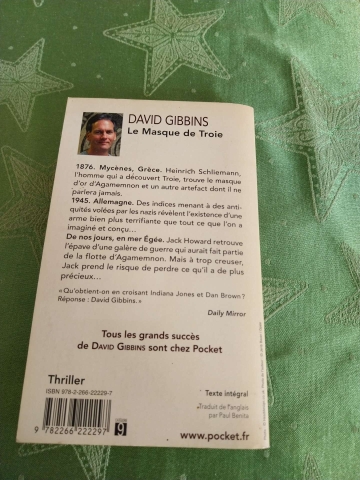 DAVID GIBBINS
Le Masque de Troie
1876. Mycènes, Grèce. Heinrich Schliemann,
l'homme qui a découvert Troie, trouve le masque
d'or d'Agamemnon et un autre artefact dont il ne
parlera jamais.
1945. Allemagne. Des indices menant à des anti-
quités volées par les nazis révèlent l'existence d'une
arme bien plus terrifiante que tout ce que l'on a
imaginé et conçu...
De nos jours, en mer Égée. Jack Howard retrouve
l'épave d'une galère de guerre qui aurait fait partie
de la flotte d'Agamemnon. Mais à trop creuser,
Jack prend le risque de perdre ce qu'il a de plus
précieux...
« Qu'obtient-on en croisant Indiana Jones et Dan Brown ?
Réponse : David Gibbins. »
Daily Mirror
Tous les grands succès
de DAVID GIBBINS sont chez Pocket
Thriller
ISBN 978-2-266-22229-7
Texte intégral
Traduit de l'anglais
par Paul Benita
9 782266 222297
9
www.pocket.fr